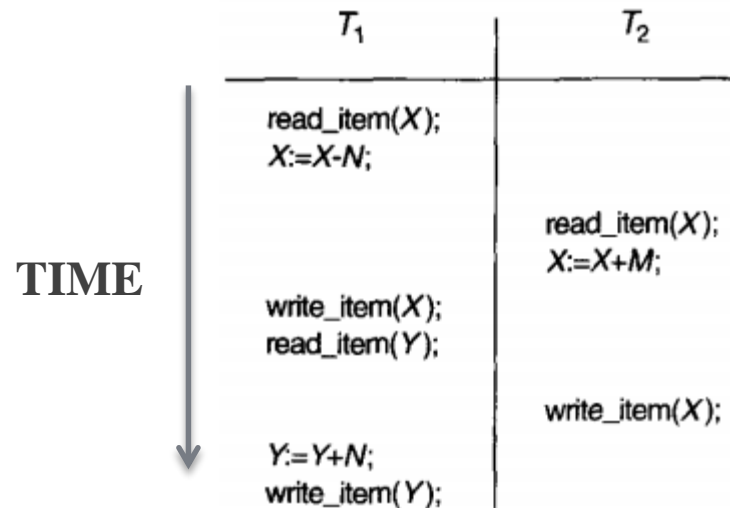 T1 T2
read_item(X);
X:=X-N;
read_item(X);
X:=X+M;
TIME
write_item(X);
read_item(Y);
write_item(X);
Y:=Y+N;
write_item(Y);